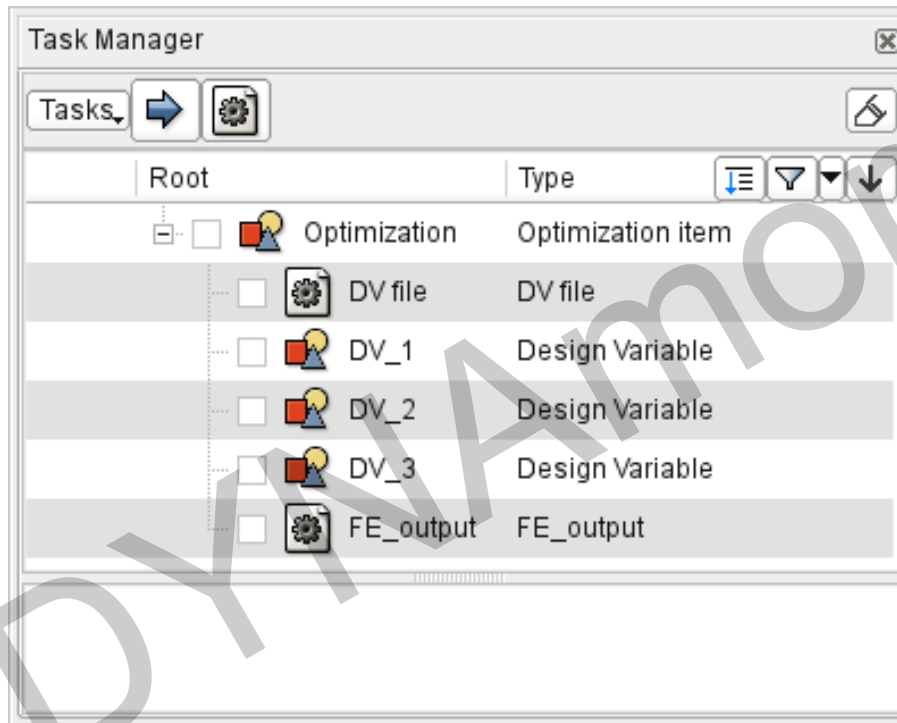 Task Manager
Tasks
Root Type
Optimization Optimization item
DV file DV file
DV_1 Design Variable
DV_2 Design Variable
DV_3 Design Variable
FE_output FE_output